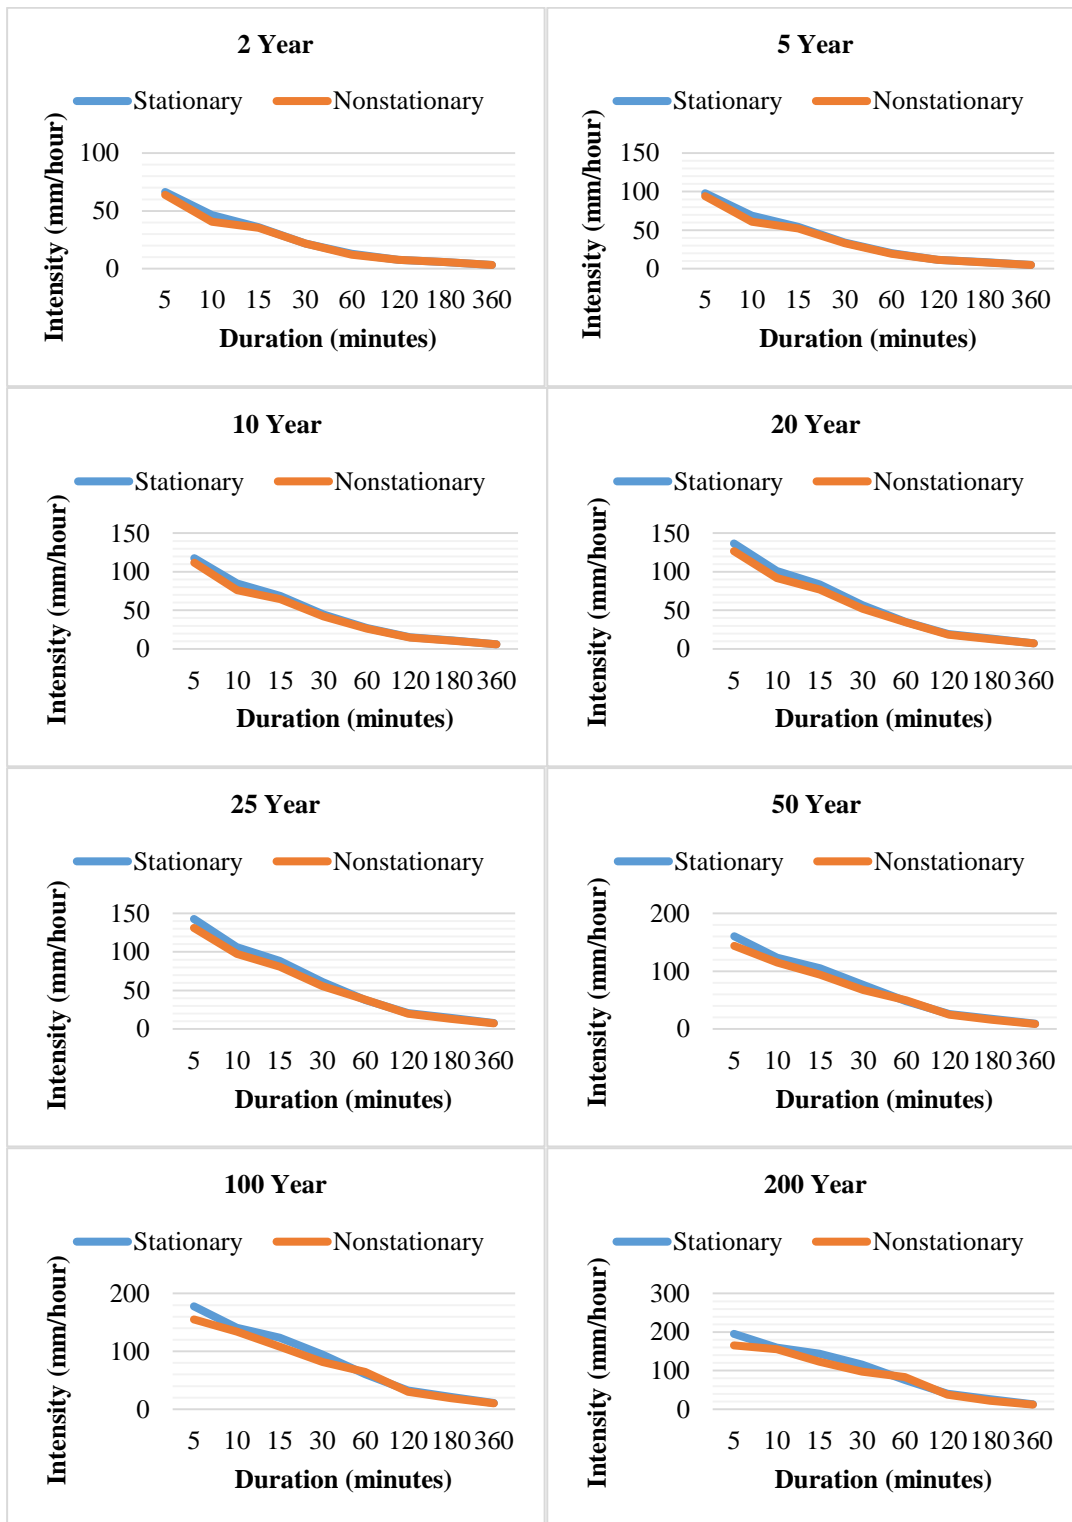 2 Year
Stationary Nonstationary
Intensity (mm/hour)
100
50
0
5 10 15 30 60 120 180 360
Duration (minutes)
5 Year
Stationary Nonstationary
Intensity (mm/hour)
150
100
50
0
5 10 15 30 60 120 180 360
Duration (minutes)
10 Year
Stationary Nonstationary
Intensity (mm/hour)
150
100
50
0
5 10 15 30 60 120 180 360
Duration (minutes)
20 Year
Stationary Nonstationary
Intensity (mm/hour)
150
100
50
0
5 10 15 30 60 120 180 360
Duration (minutes)
25 Year
Stationary Nonstationary
Intensity (mm/hour)
150
100
50
0
5 10 15 30 60 120 180 360
Duration (minutes)
50 Year
Stationary Nonstationary
Intensity (mm/hour)
200
100
0
5 10 15 30 60 120 180 360
Duration (minutes)
100 Year
Stationary Nonstationary
Intensity (mm/hour)
200
100
0
5 10 15 30 60 120 180 360
Duration (minutes)
200 Year
Stationary Nonstationary
Intensity (mm/hour)
300
200
100
0
5 10 15 30 60 120 180 360
Duration (minutes)